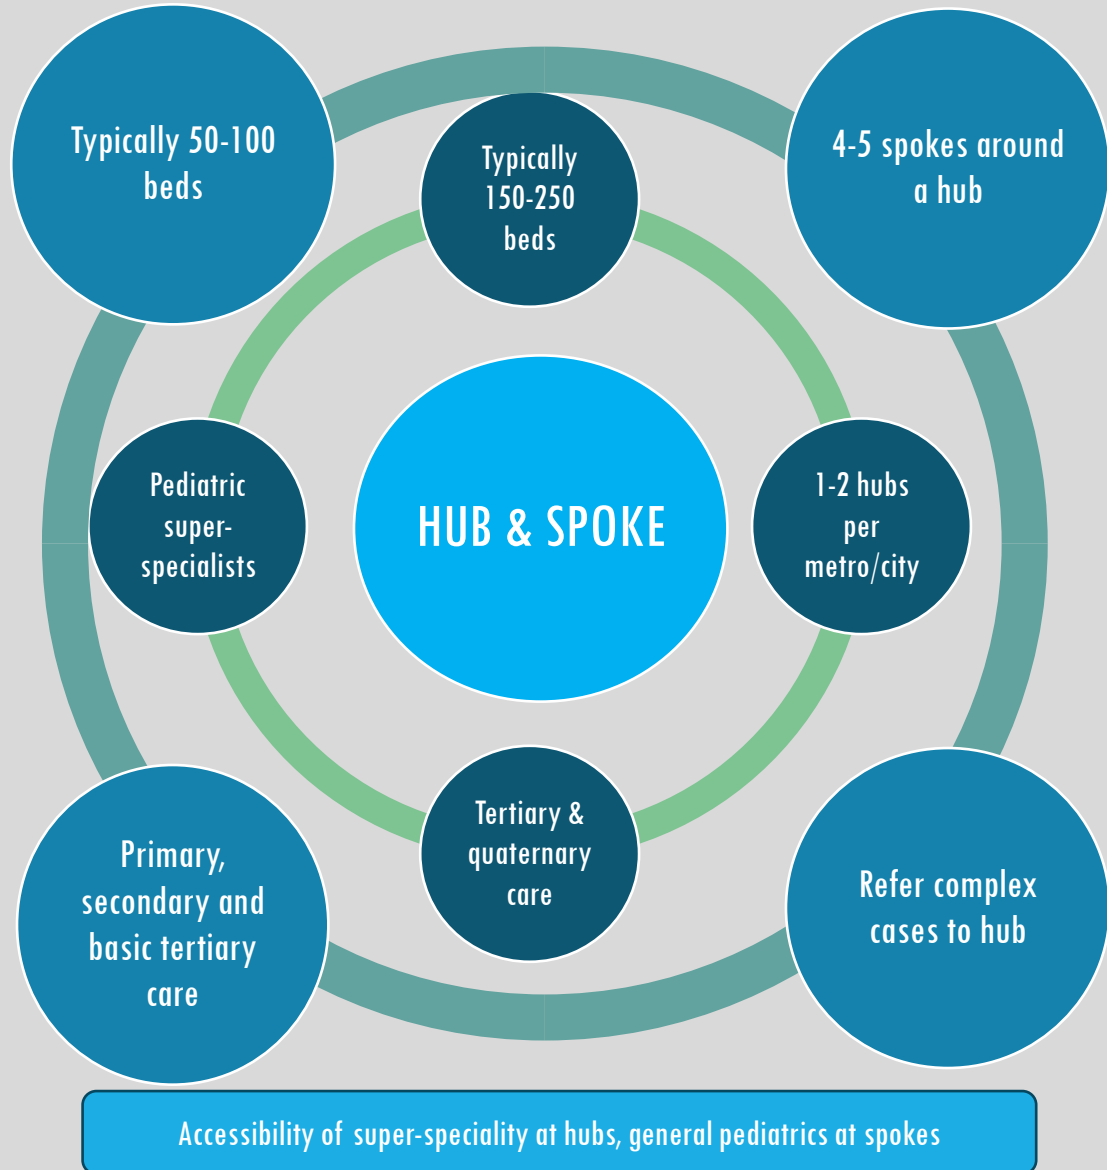 Typically 50-100
beds
Typically
150-250
beds
4-5 spokes around
a hub
Pediatric
super-
specialists
HUB & SPOKE
1-2 hubs
per
metro/city
Primary,
secondary and
basic tertiary
care
Tertiary &
quaternary
care
Refer complex
cases to hub
Accessibility of super-speciality at hubs, general pediatrics at spokes